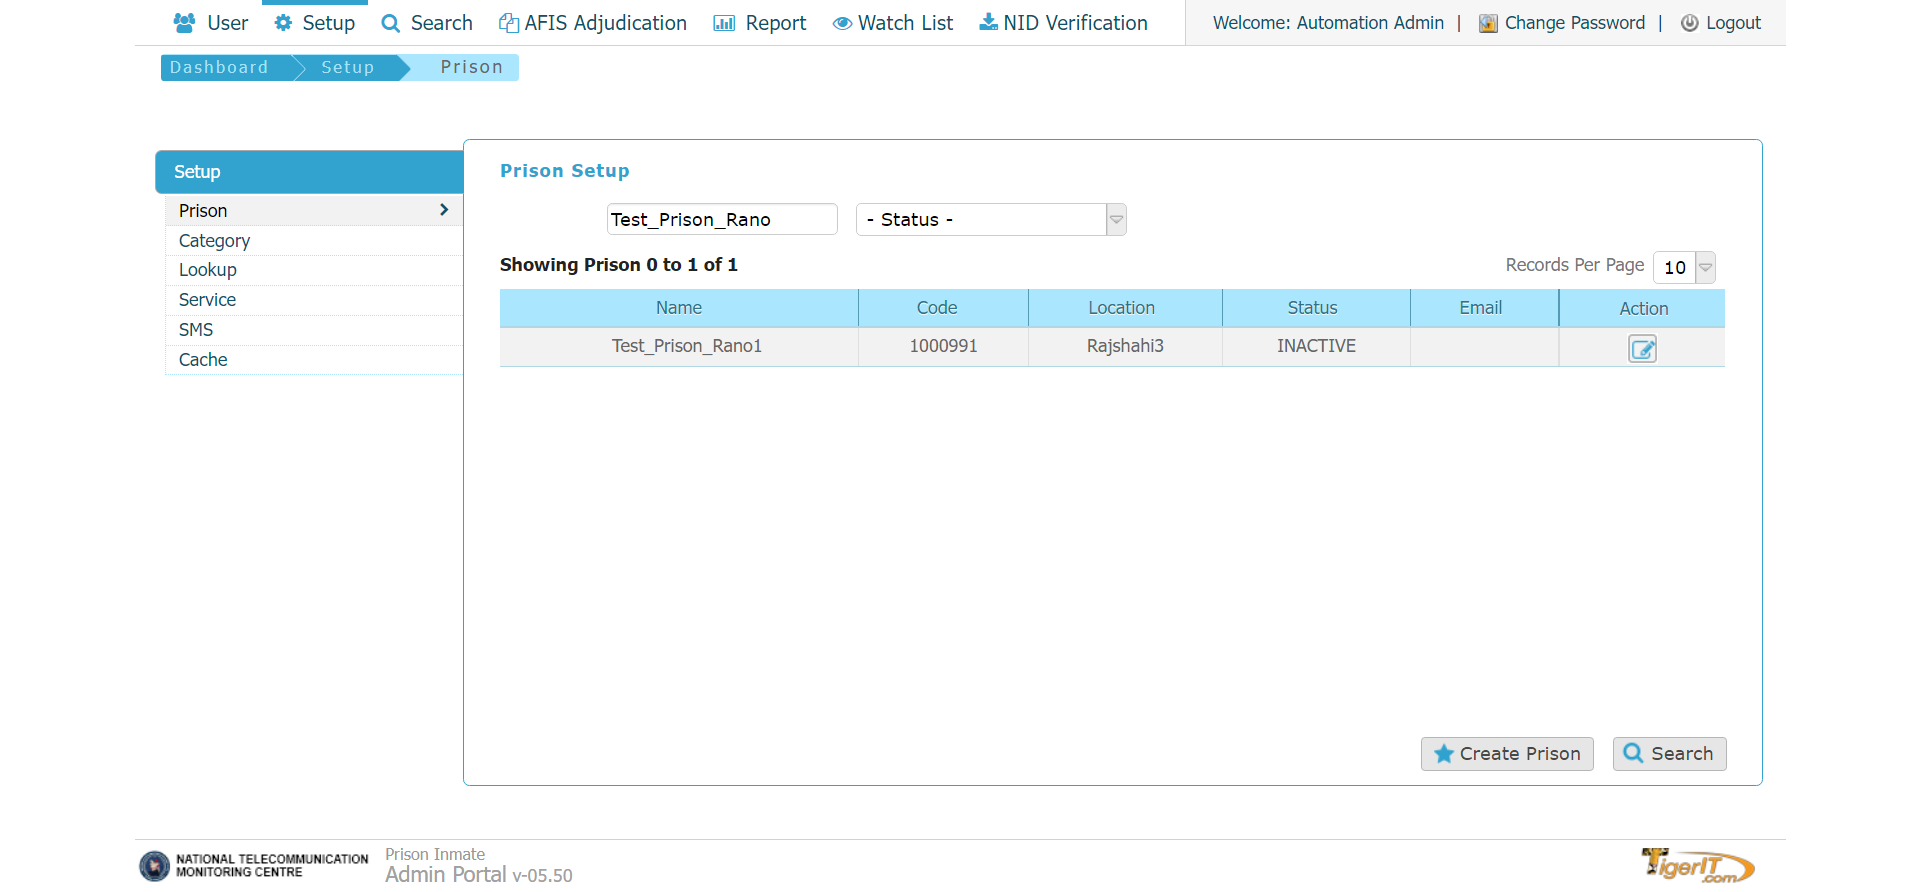 User Setup Search AFIS Adjudication Report Watch List NID Verification Welcome: Automation Admin | Change Password | Logout
Dashboard Setup Prison
Setup
Prison
Category
Lookup
Service
SMS
Cache
Prison Setup
Test_Prison_Rano - Status -
Showing Prison 0 to 1 of 1 Records Per Page 10
Name Code Location Status Email Action
Test_Prison_Rano1 1000991 Rajshahi3 INACTIVE
Create Prison Search
NATIONAL TELECOMMUNICATION
MONITORING CENTRE
Prison Inmate
Admin Portal v-05.50
TigerIT
.com